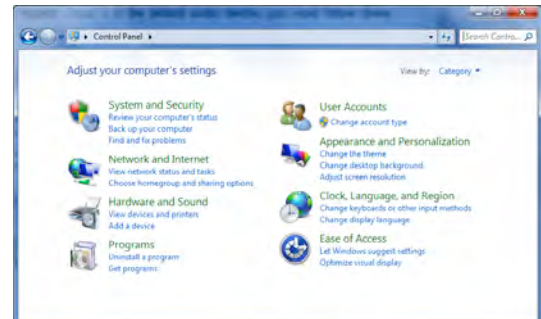 Control Panel
Search Contro...
Adjust your computer's settings
View by: Category
System and Security
Review your computer's status
Back up your computer
Find and fix problems
Network and Internet
View network status and tasks
Choose homegroup and sharing options
Hardware and Sound
View devices and printers
Add a device
Programs
Uninstall a program
Get programs
User Accounts
Change account type
Appearance and Personalization
Change the theme
Change desktop background
Adjust screen resolution
Clock, Language, and Region
Change keyboards or other input methods
Change display language
Ease of Access
Let Windows suggest settings
Optimize visual display